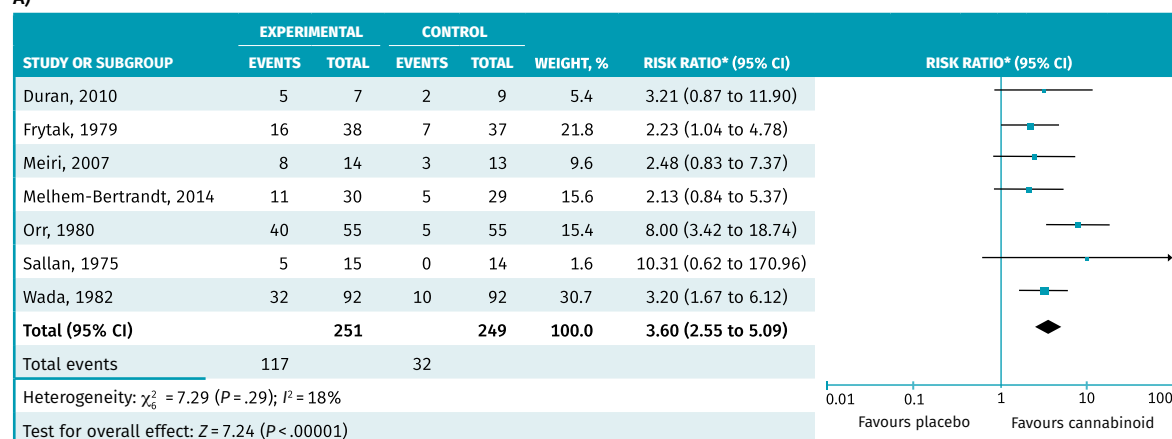 A)
EXPERIMENTAL CONTROL
STUDY OR SUBGROUP EVENTS TOTAL EVENTS TOTAL WEIGHT, % RISK RATIO* (95% CI) RISK RATIO* (95% CI)
Duran, 2010 5 7 2 9 5.4 3.21 (0.87 to 11.90)
Frytak, 1979 16 38 7 37 21.8 2.23 (1.04 to 4.78)
Meiri, 2007 8 14 3 13 9.6 2.48 (0.83 to 7.37)
Melhem-Bertrandt, 2014 11 30 5 29 15.6 2.13 (0.84 to 5.37)
Orr, 1980 40 55 5 55 15.4 8.00 (3.42 to 18.74)
Sallan, 1975 5 15 0 14 1.6 10.31 (0.62 to 170.96)
Wada, 1982 32 92 10 92 30.7 3.20 (1.67 to 6.12)
Total (95% CI) 251 249 100.0 3.60 (2.55 to 5.09)
Total events 117 32
Heterogeneity: χ²₆ = 7.29 (P = .29); I² = 18%
0.01 0.1 1 10 100
Favours placebo Favours cannabinoid
Test for overall effect: Z = 7.24 (P < .00001)